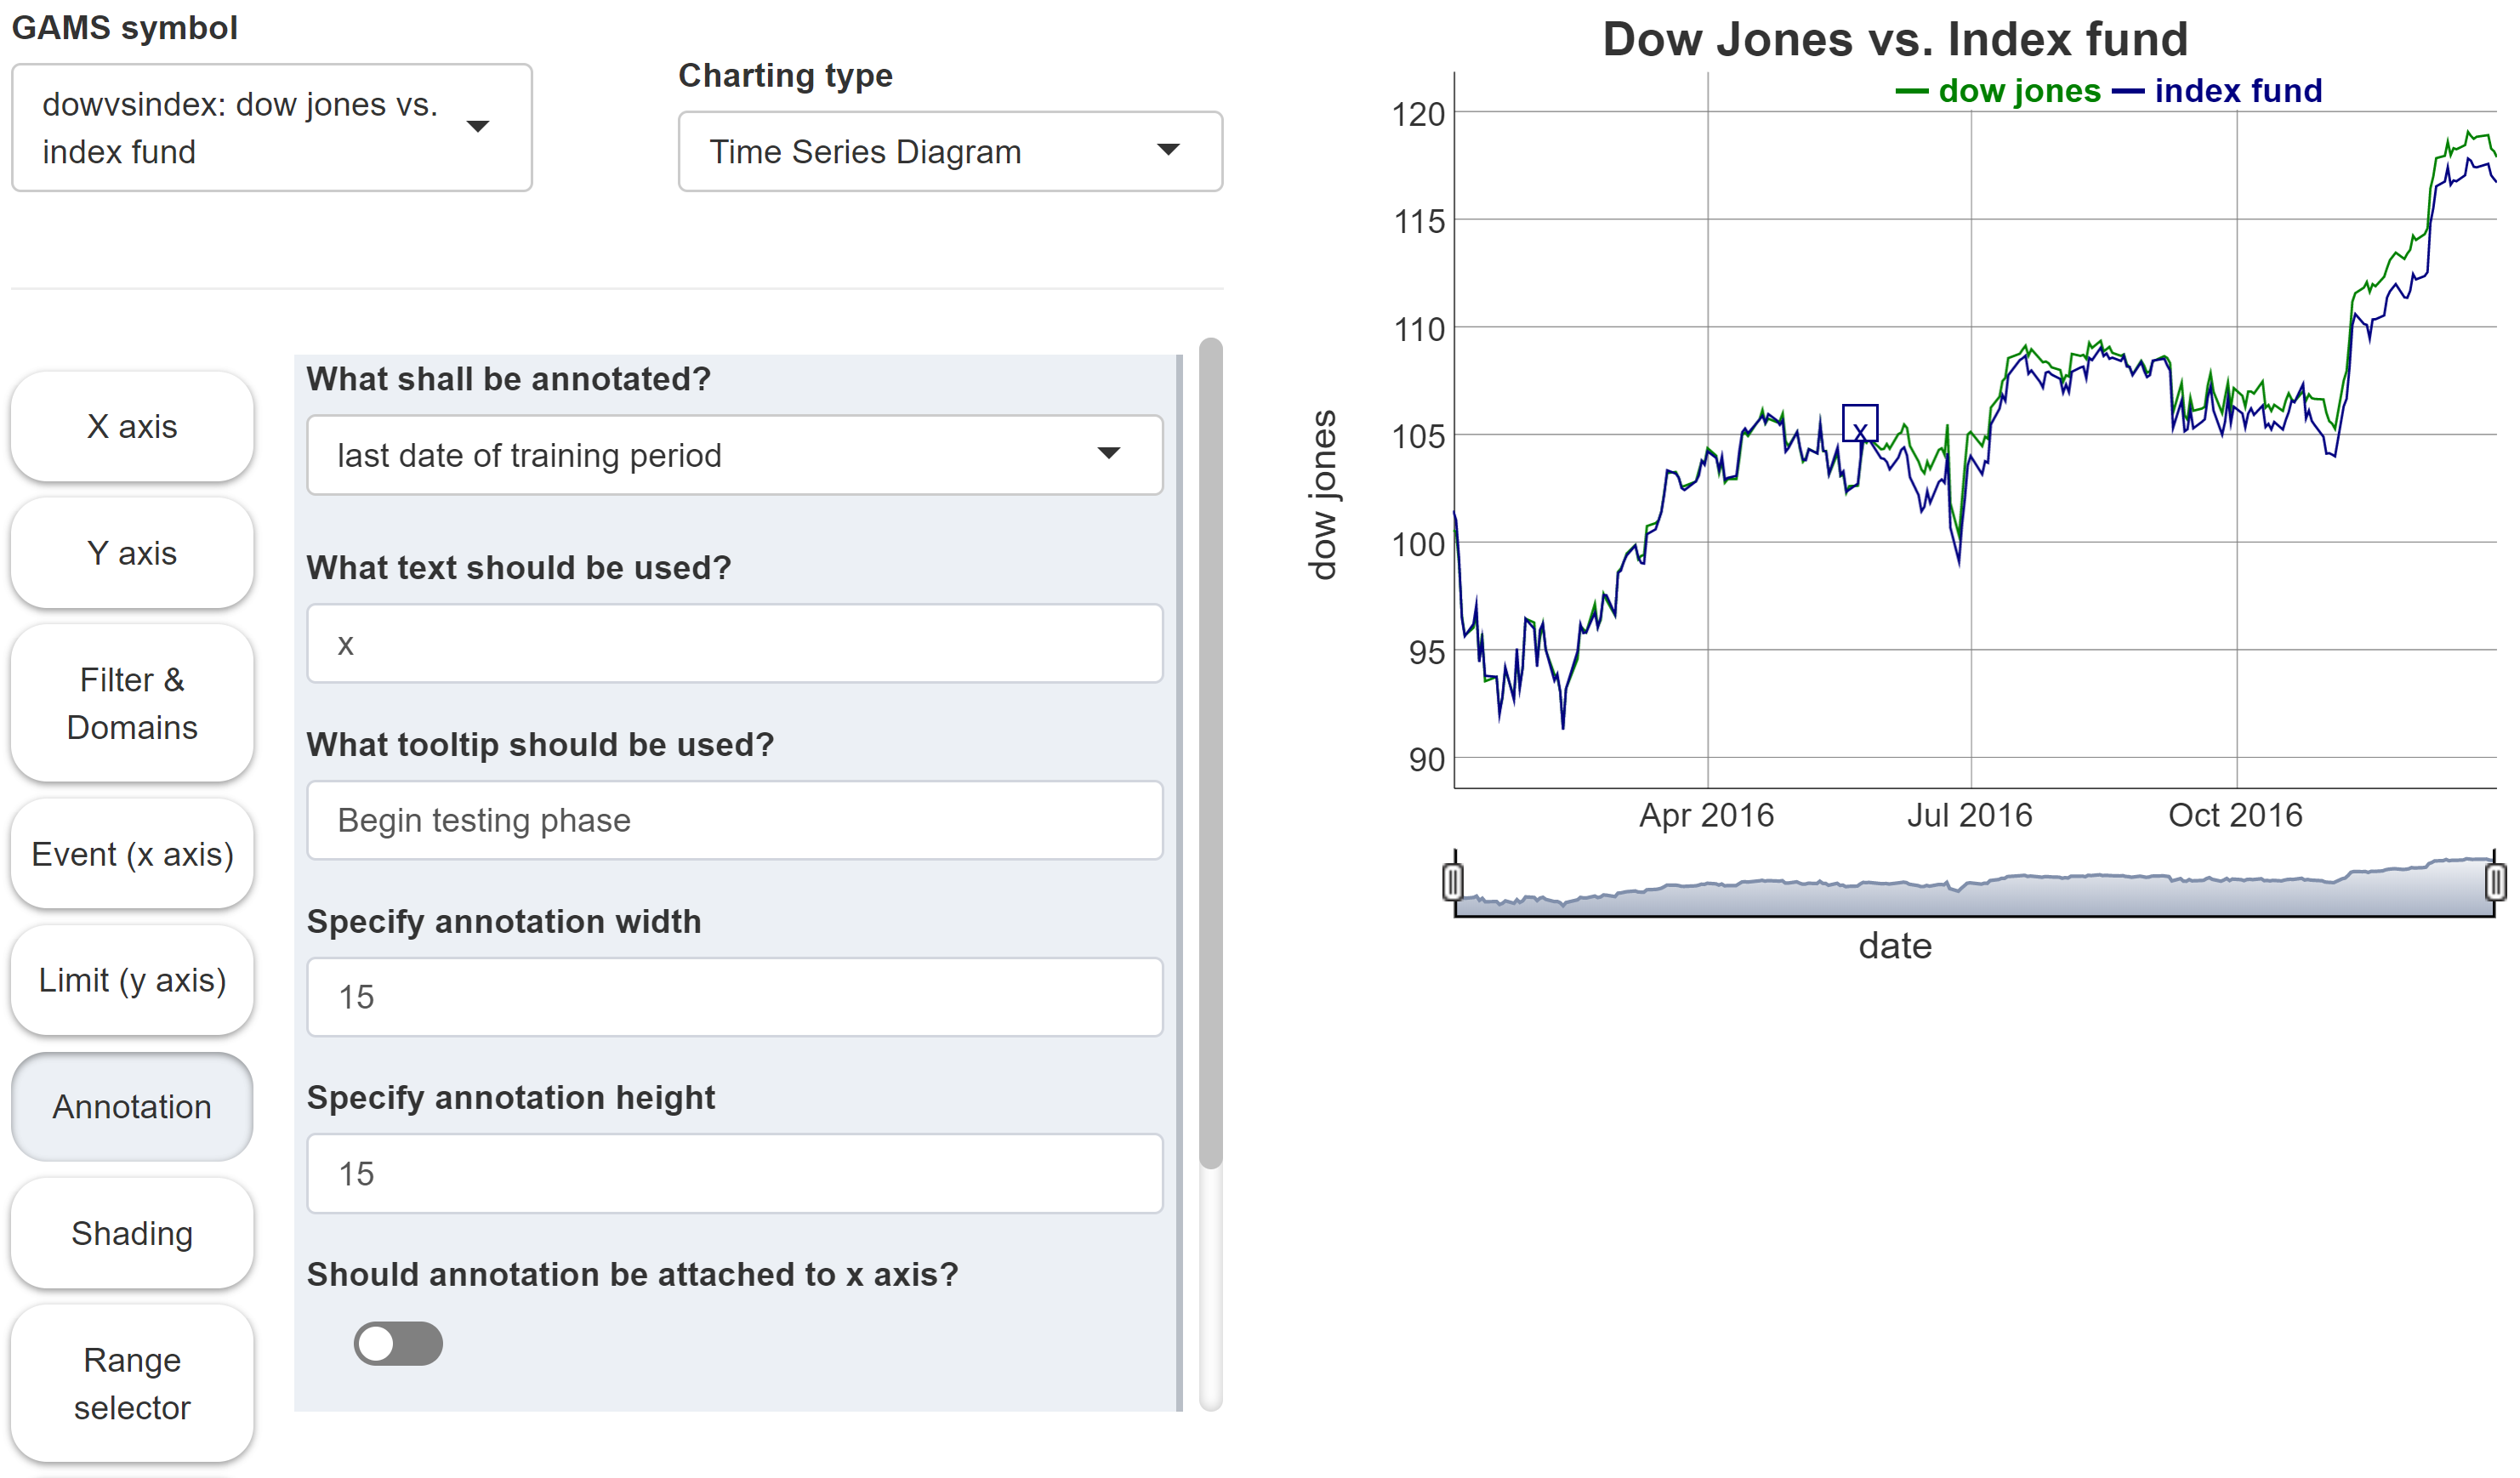 GAMS symbol
dowvsindex: dow jones vs.
index fund
Charting type
Time Series Diagram
X axis
Y axis
Filter &
Domains
Event (x axis)
Limit (y axis)
Annotation
Shading
Range
selector
What shall be annotated?
last date of training period
What text should be used?
x
What tooltip should be used?
Begin testing phase
Specify annotation width
15
Specify annotation height
15
Should annotation be attached to x axis?
Dow Jones vs. Index fund
dow jones index fund
120
115
110
105
100
95
90
dow jones
x
Apr 2016 Jul 2016 Oct 2016
date